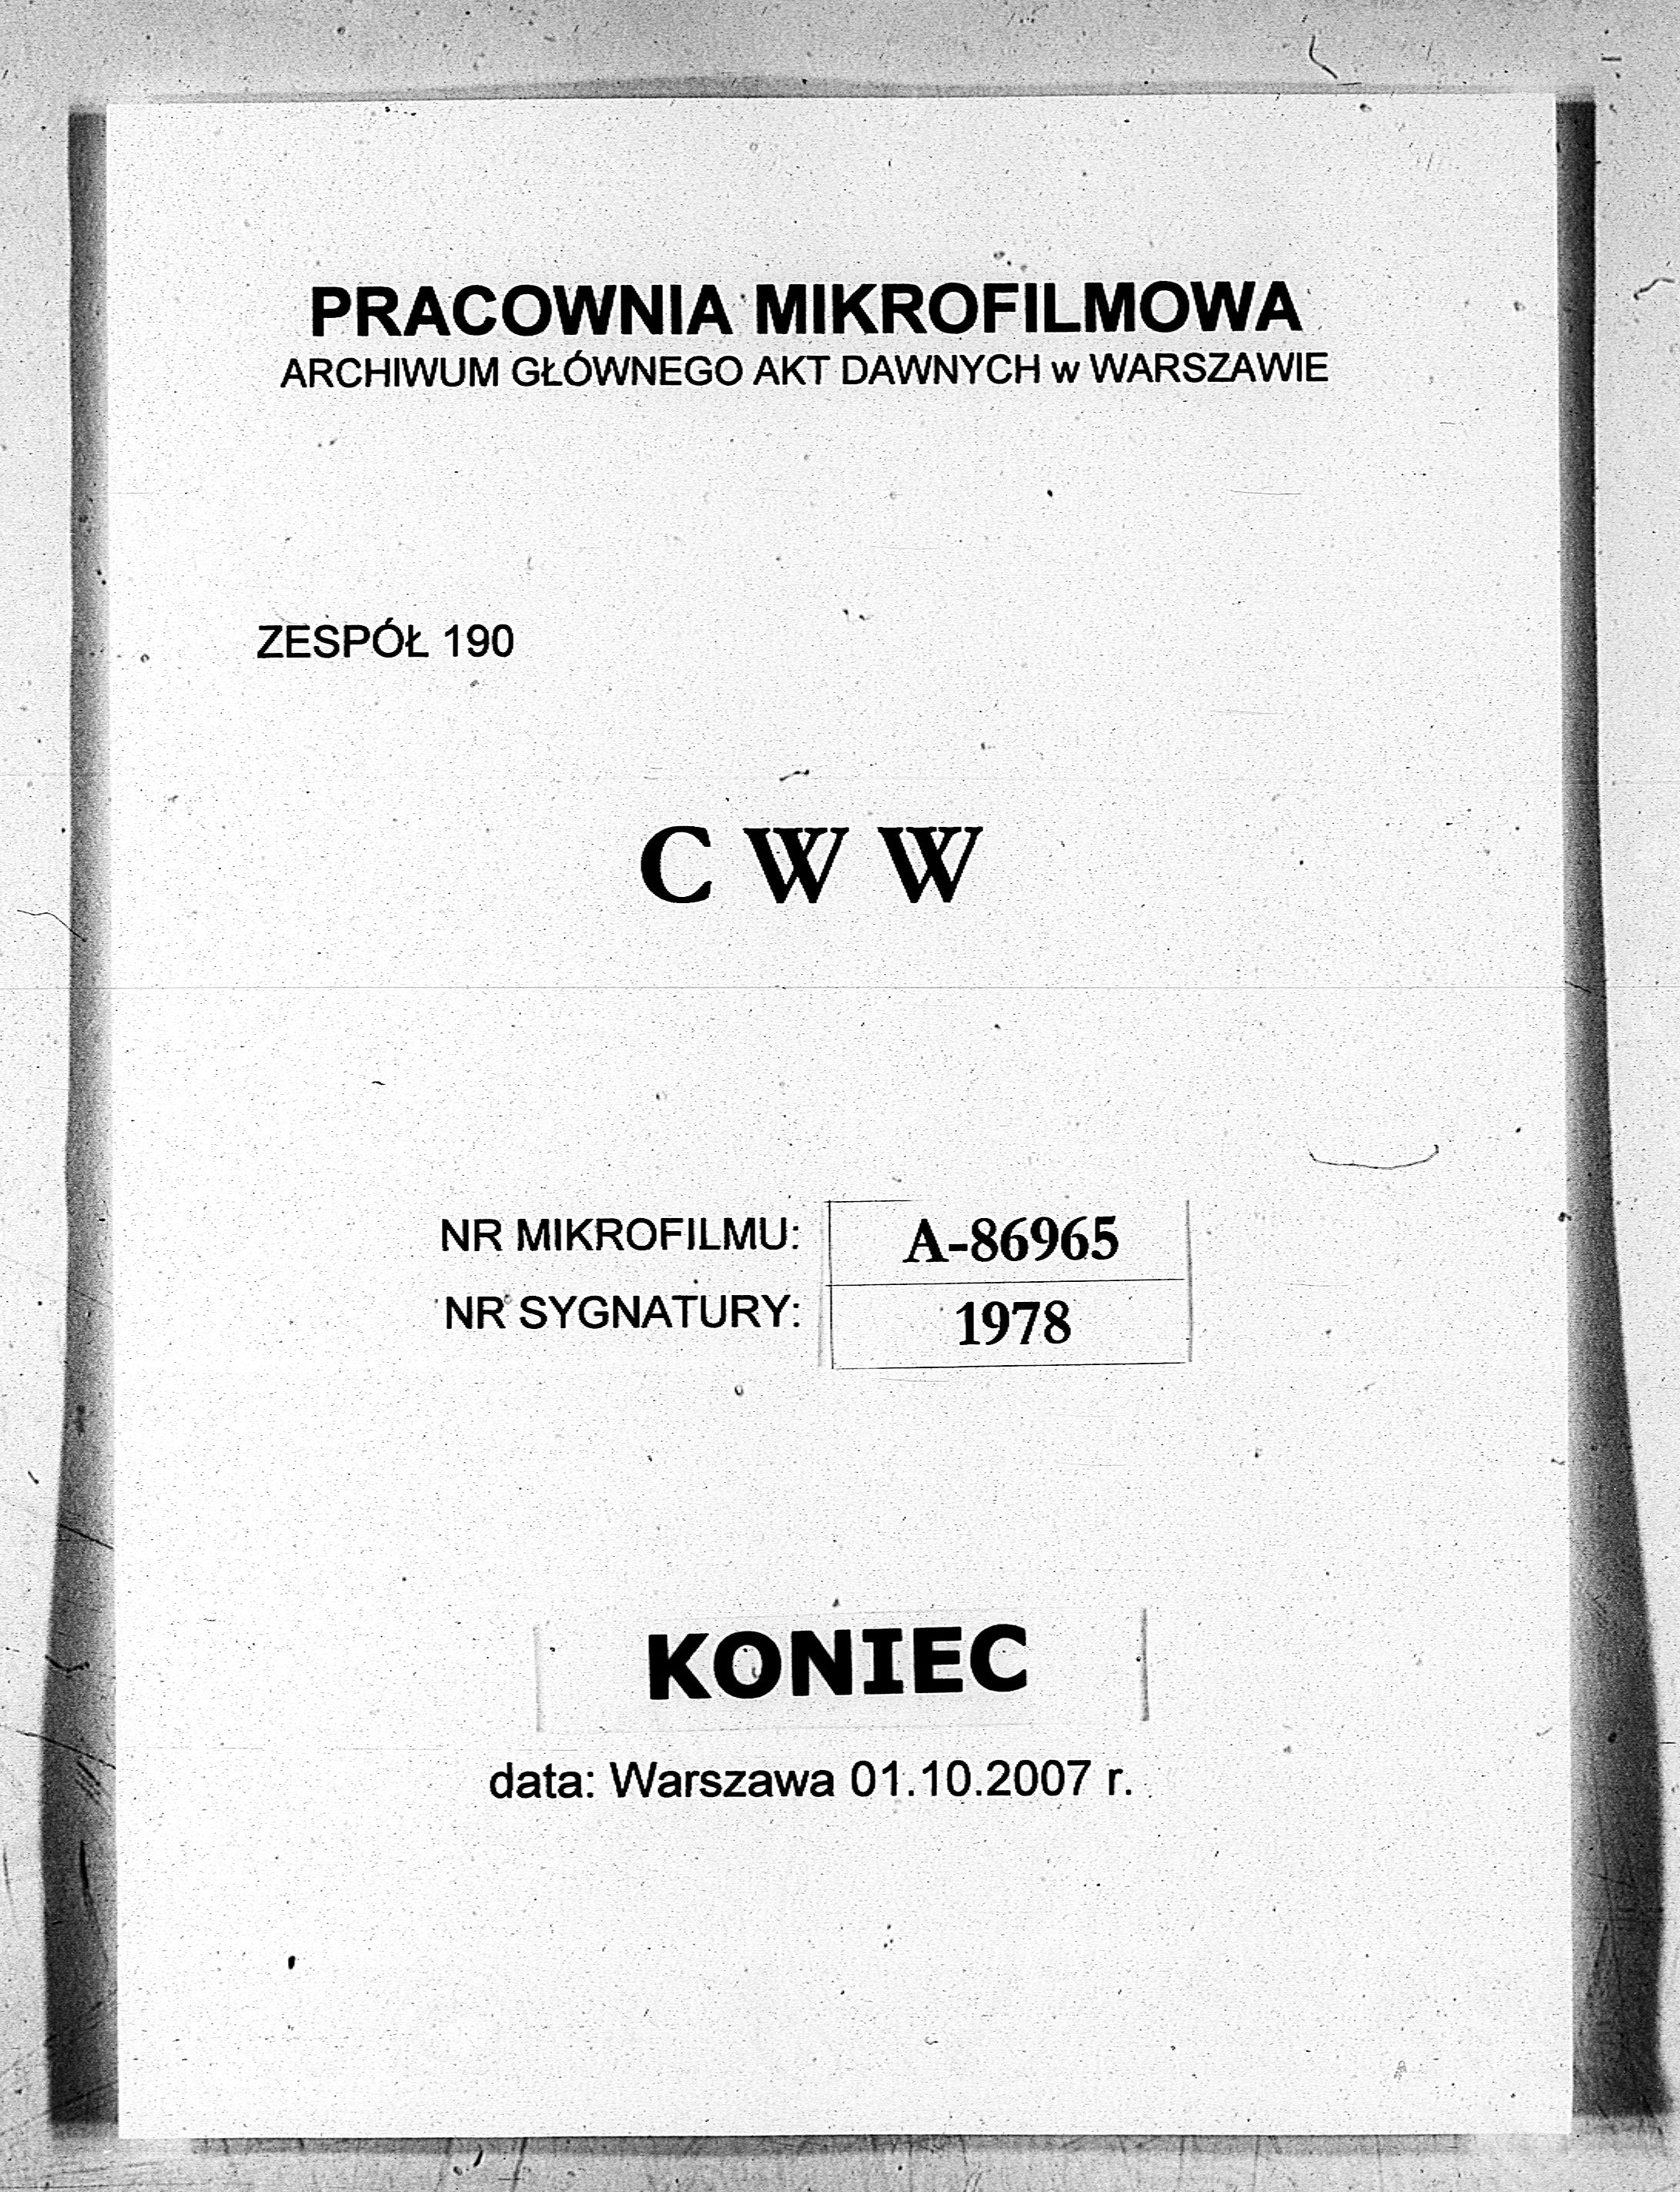 PRACOWNIA MIKROFILMOWA
ARCHIWUM GŁÓWNEGO AKT DAWNYCH w WARSZAWIE
ZESPÓŁ 190
C W W
NR MIKROFILMU: A-86965
NR SYGNATURY: 1978
KONIEC
data: Warszawa 01.10.2007 r.